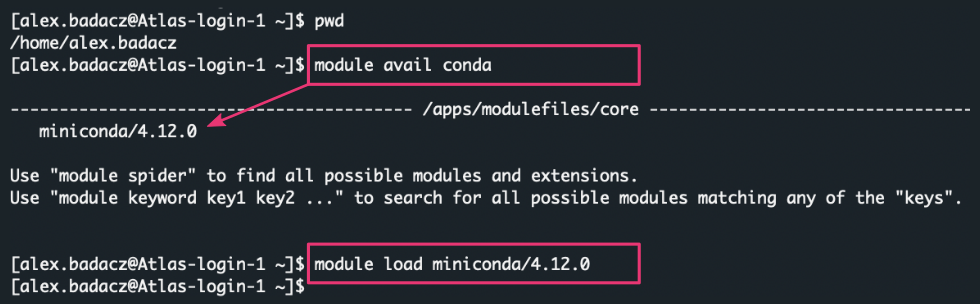 [alex.badacz@Atlas-login-1 ~]$ pwd
/home/alex.badacz
[alex.badacz@Atlas-login-1 ~]$ module avail conda
---------------------------------------- /apps/modulefiles/core --------------------------------
miniconda/4.12.0
Use "module spider" to find all possible modules and extensions.
Use "module keyword key1 key2 ..." to search for all possible modules matching any of the "keys".
[alex.badacz@Atlas-login-1 ~]$ module load miniconda/4.12.0
[alex.badacz@Atlas-login-1 ~]$